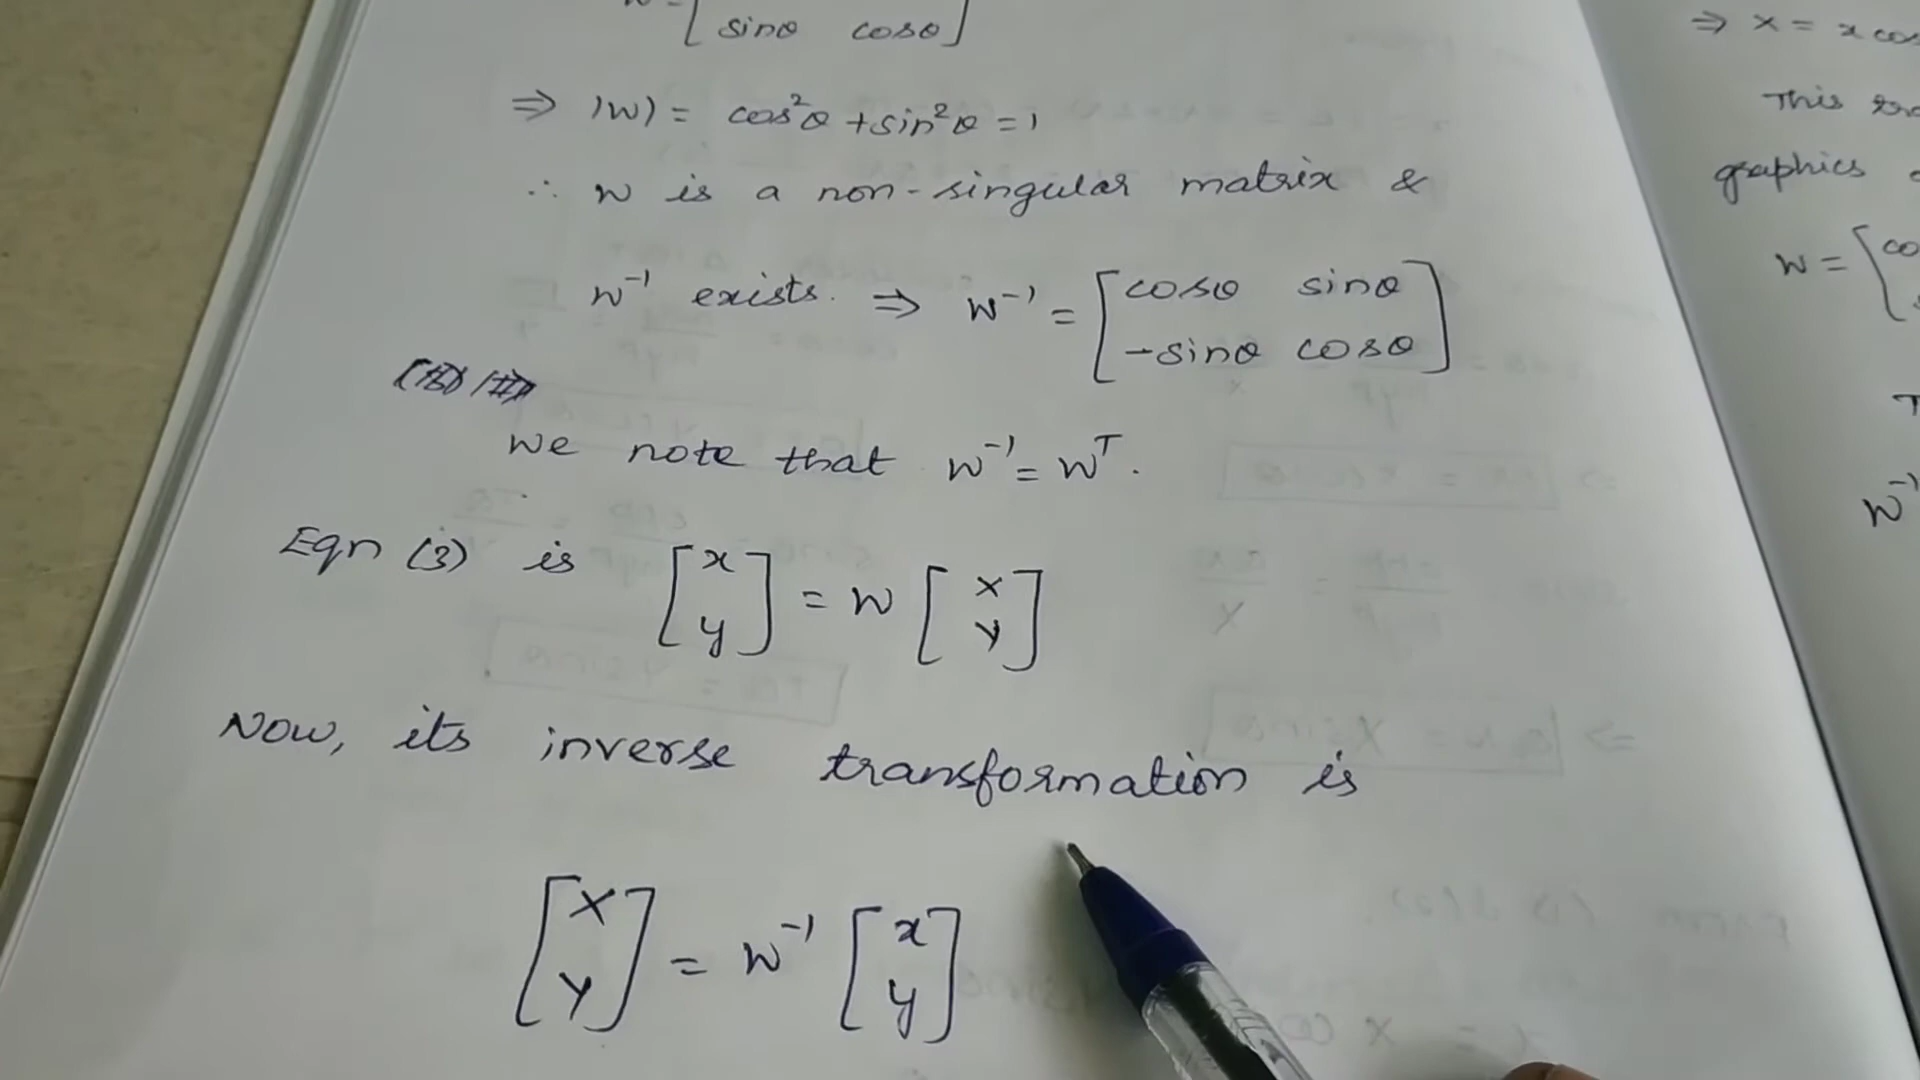 sinθ cosθ
⇒ |W| = cos²θ + sin²θ = 1
∴ W is a non-singular matrix &
W⁻¹ exists. ⇒ W⁻¹ = [cosθ sinθ
-sinθ cosθ]
We note that W⁻¹ = Wᵀ.
Eqn (3) is [x y] = W [X Y]
Now, its inverse transformation is
[X Y] = W⁻¹ [x y]
⇒ X = x
This
graphics
W =
W⁻¹